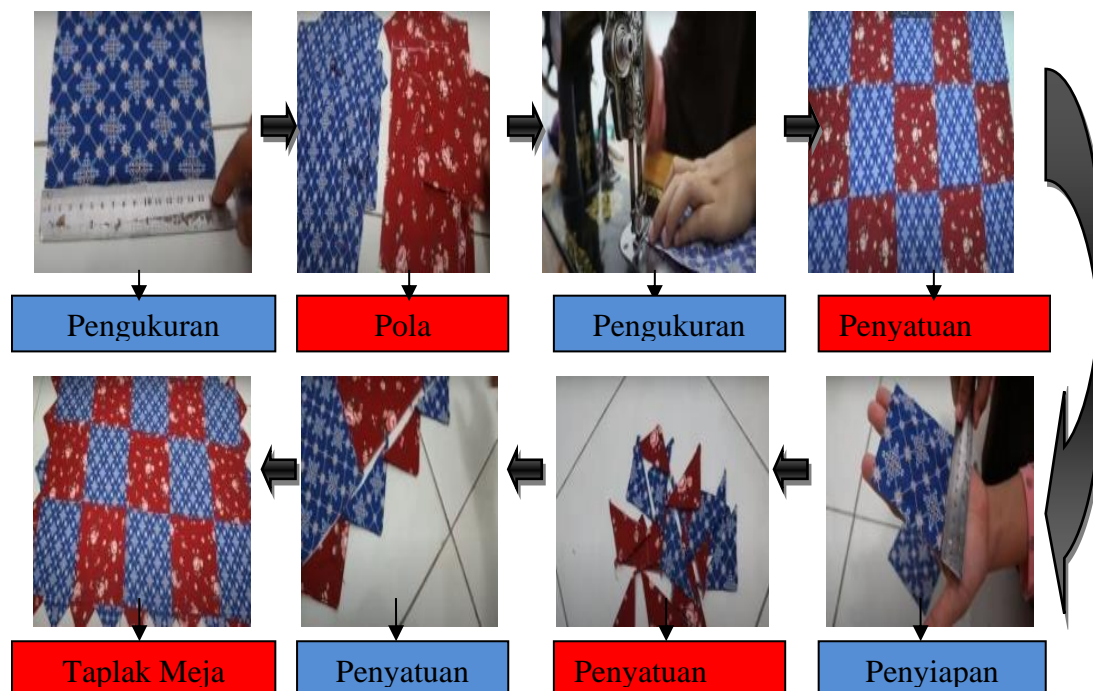 Pengukuran
Pola
Pengukuran
Penyatuan
Taplak Meja
Penyatuan
Penyatuan
Penyiapan